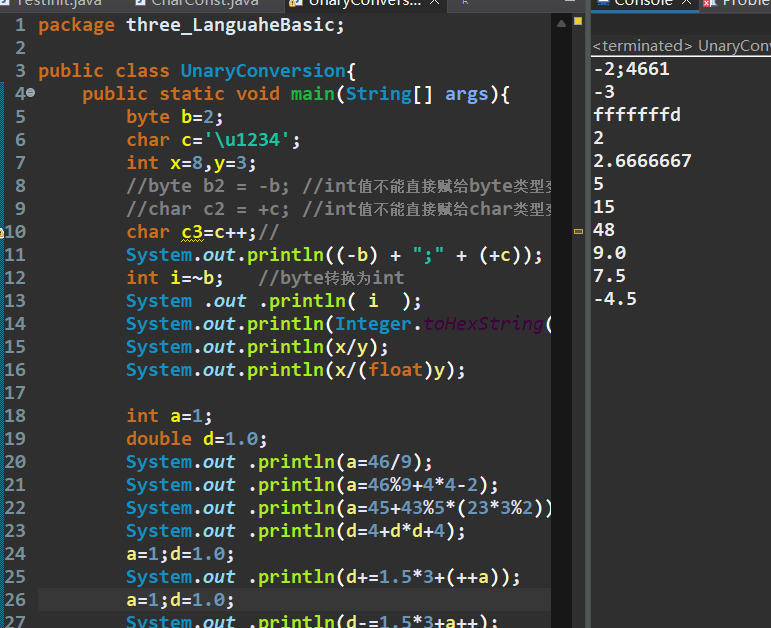 TestInit.java CharConst.java UnaryConvers... Console
package three_LanguaheBasic;
public class UnaryConversion{
public static void main(String[] args){
byte b=2;
char c='\u1234';
int x=8,y=3;
//byte b2 = -b; //int值不能直接赋给byte类型变
//char c2 = +c; //int值不能直接赋给char类型变
char c3=c++;//
System.out.println((-b) + ";" + (+c));
int i=~b; //byte转换为int
System .out .println( i );
System.out.println(Integer.toHexString(
System.out.println(x/y);
System.out.println(x/(float)y);
int a=1;
double d=1.0;
System.out .println(a=46/9);
System.out .println(a=46%9+4*4-2);
System.out .println(a=45+43%5*(23*3%2))
System.out .println(d=4+d*d+4);
a=1;d=1.0;
System.out .println(d+=1.5*3+(++a));
a=1;d=1.0;
System.out .println(d-=1.5*3+a++);
1
2
3
4
5
6
7
8
9
10
11
12
13
14
15
16
17
18
19
20
21
22
23
24
25
26
27
<terminated> UnaryConv
-2;4661
-3
fffffffd
2
2.6666667
5
15
48
9.0
7.5
-4.5